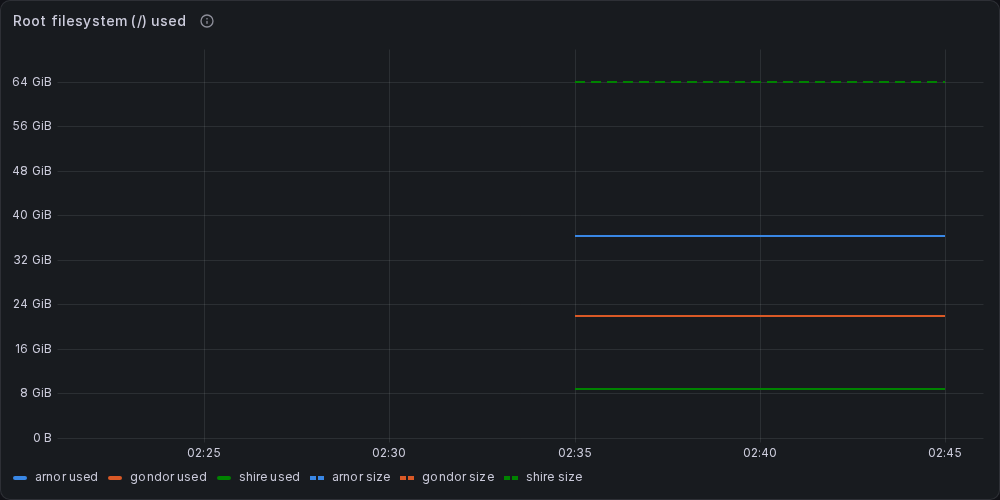 Root filesystem (/) used
64 GiB
56 GiB
48 GiB
40 GiB
32 GiB
24 GiB
16 GiB
8 GiB
0 B
02:25 02:30 02:35 02:40 02:45
arnor used gondor used shire used arnor size gondor size shire size